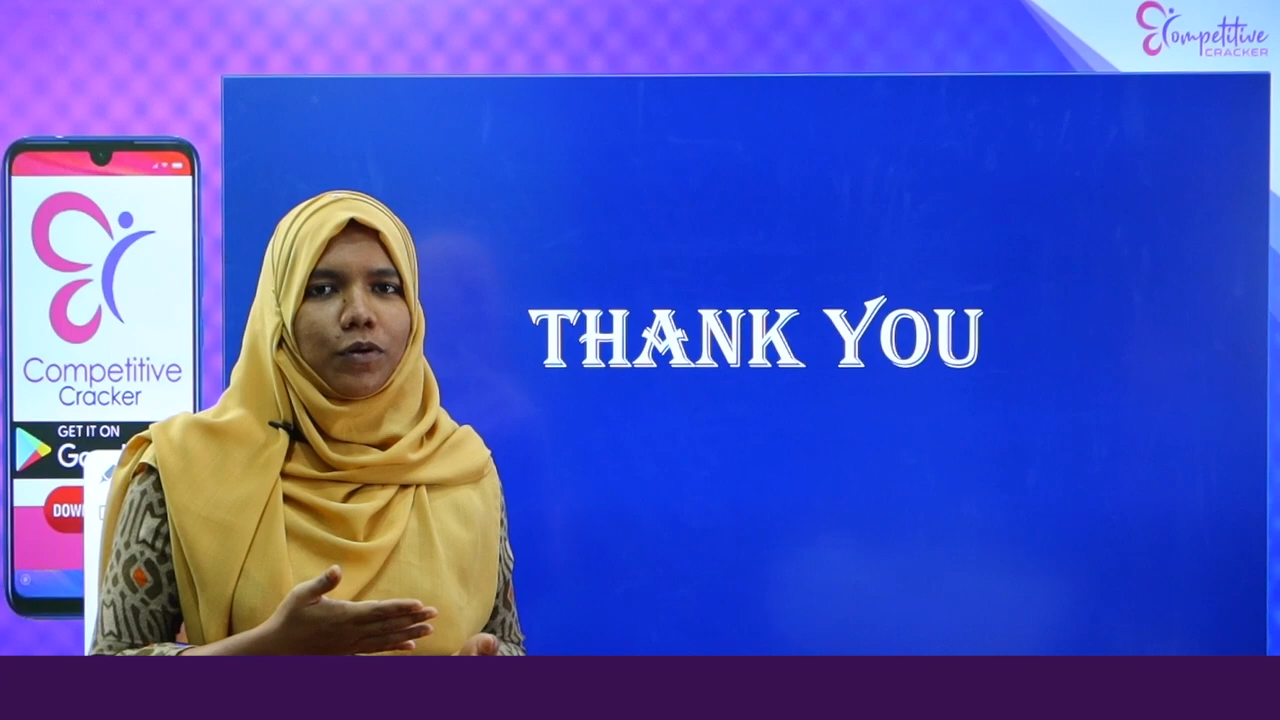 Competitive
CRACKER
Competitive
Cracker
GET IT ON
THANK YOU